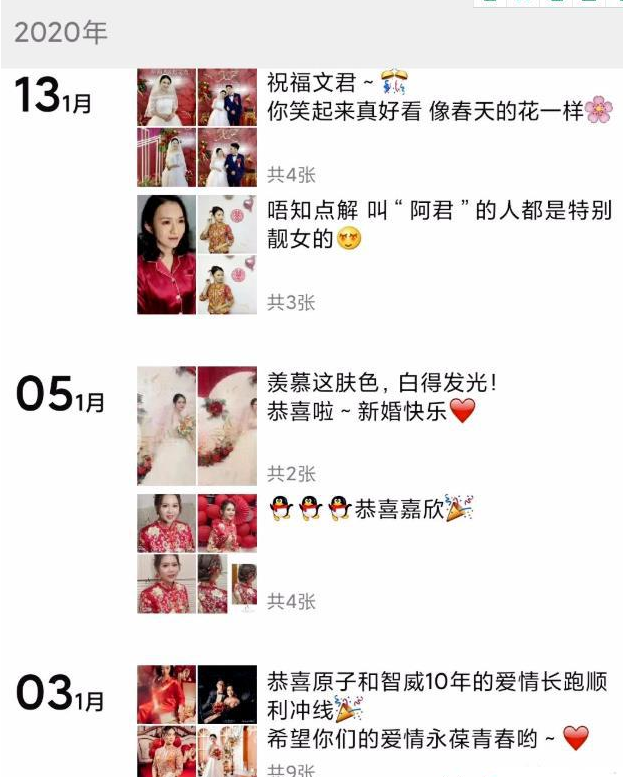 2020年
13 1月
祝福文君~
你笑起来真好看 像春天的花一样🌸
共4张
唔知点解 叫“阿君”的人都是特别
靓女的😍
共3张
05 1月
羡慕这肤色，白得发光！
恭喜啦~新婚快乐❤️
共2张
🐧🐧🐧恭喜嘉欣🎉
共4张
03 1月
恭喜原子和智威10年的爱情长跑顺
利冲线🎉
希望你们的爱情永葆青春哟~❤️
共9张